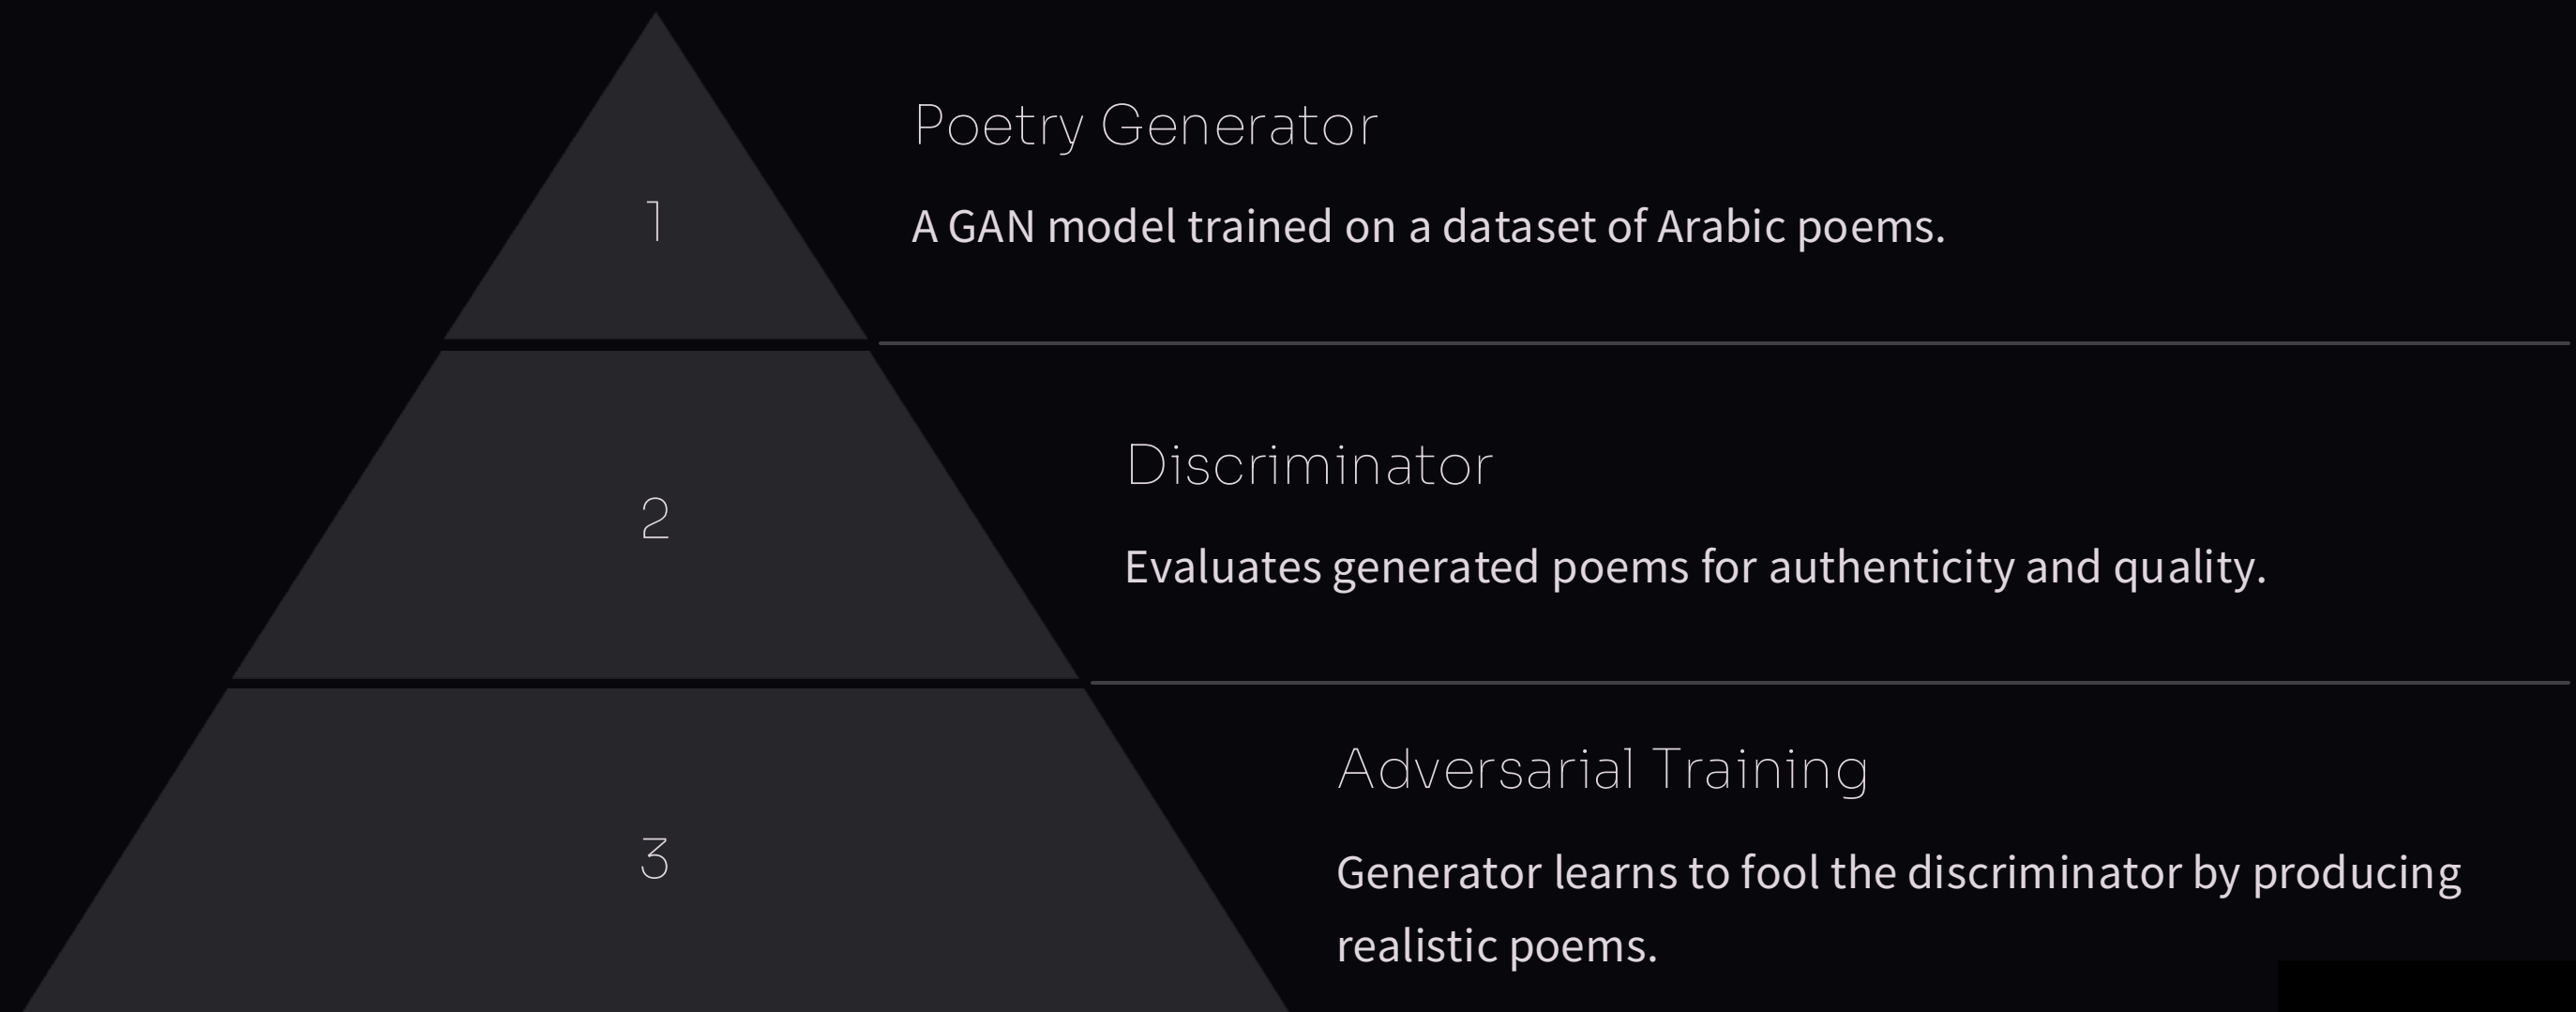 Poetry Generator
1
A GAN model trained on a dataset of Arabic poems.
Discriminator
2
Evaluates generated poems for authenticity and quality.
Adversarial Training
3
Generator learns to fool the discriminator by producing
realistic poems.